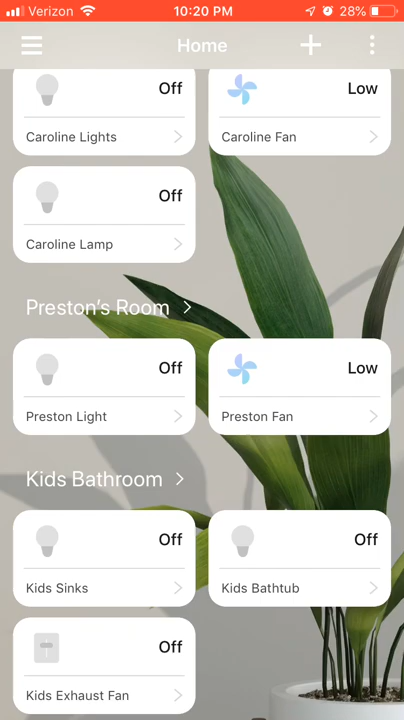 Verizon 10:20 PM 28%
Home
Off
Low
Caroline Lights
Caroline Fan
Off
Caroline Lamp
Preston's Room
Off
Low
Preston Light
Preston Fan
Kids Bathroom
Off
Off
Kids Sinks
Kids Bathtub
Off
Kids Exhaust Fan